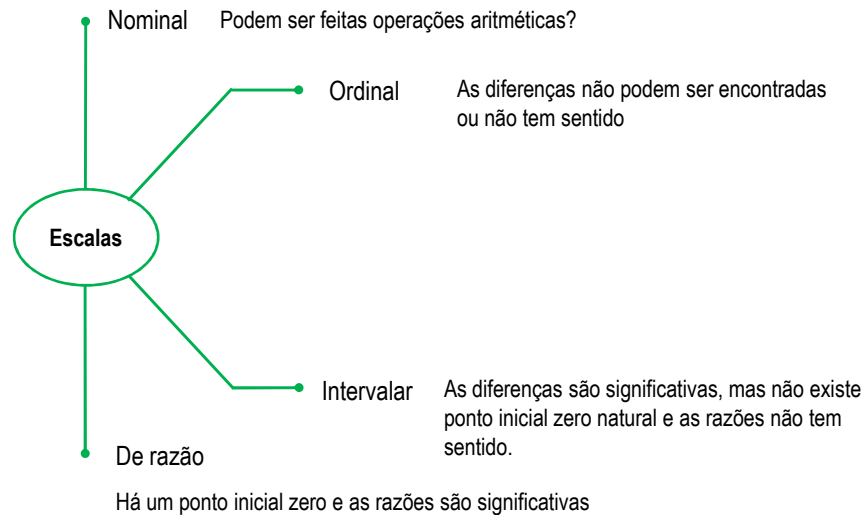 Nominal Podem ser feitas operações aritméticas?
Ordinal As diferenças não podem ser encontradas
ou não tem sentido
Escalas
Intervalar As diferenças são significativas, mas não existe
ponto inicial zero natural e as razões não tem
sentido.
De razão
Há um ponto inicial zero e as razões são significativas